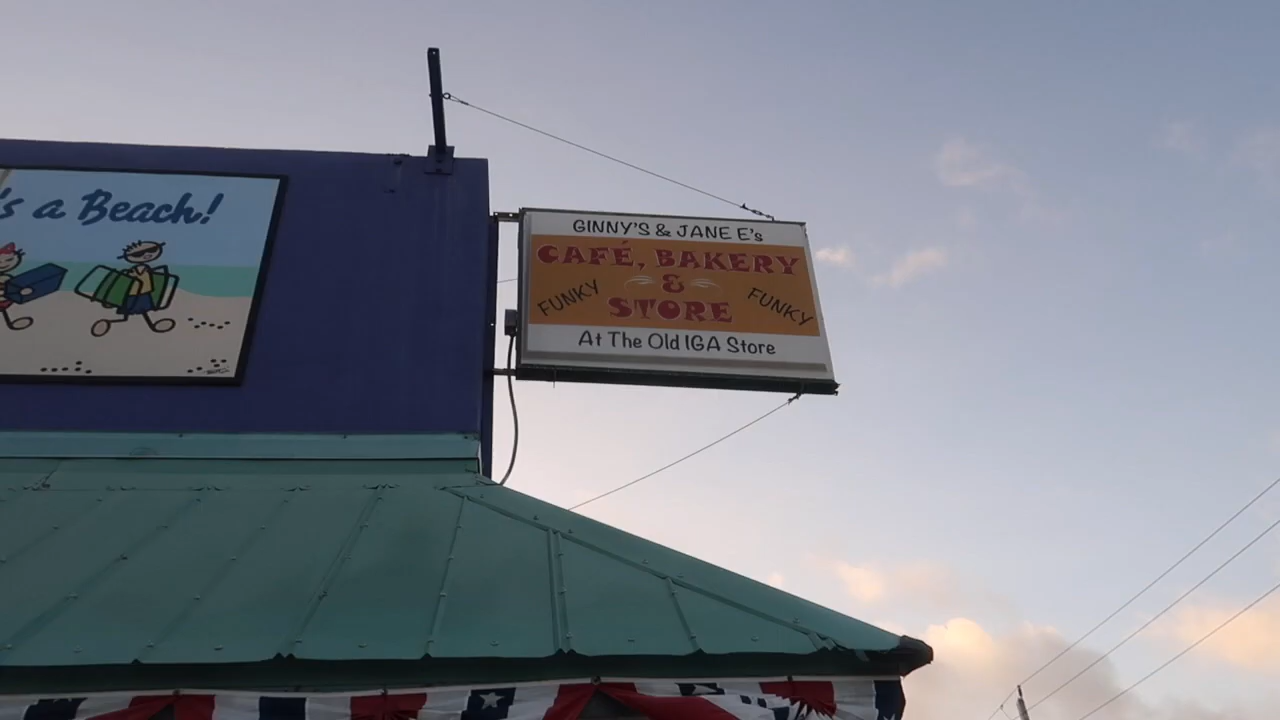 's a Beach!
GINNY'S & JANE E's
CAFÉ, BAKERY
&
FUNKY STORE FUNKY
At The Old IGA Store